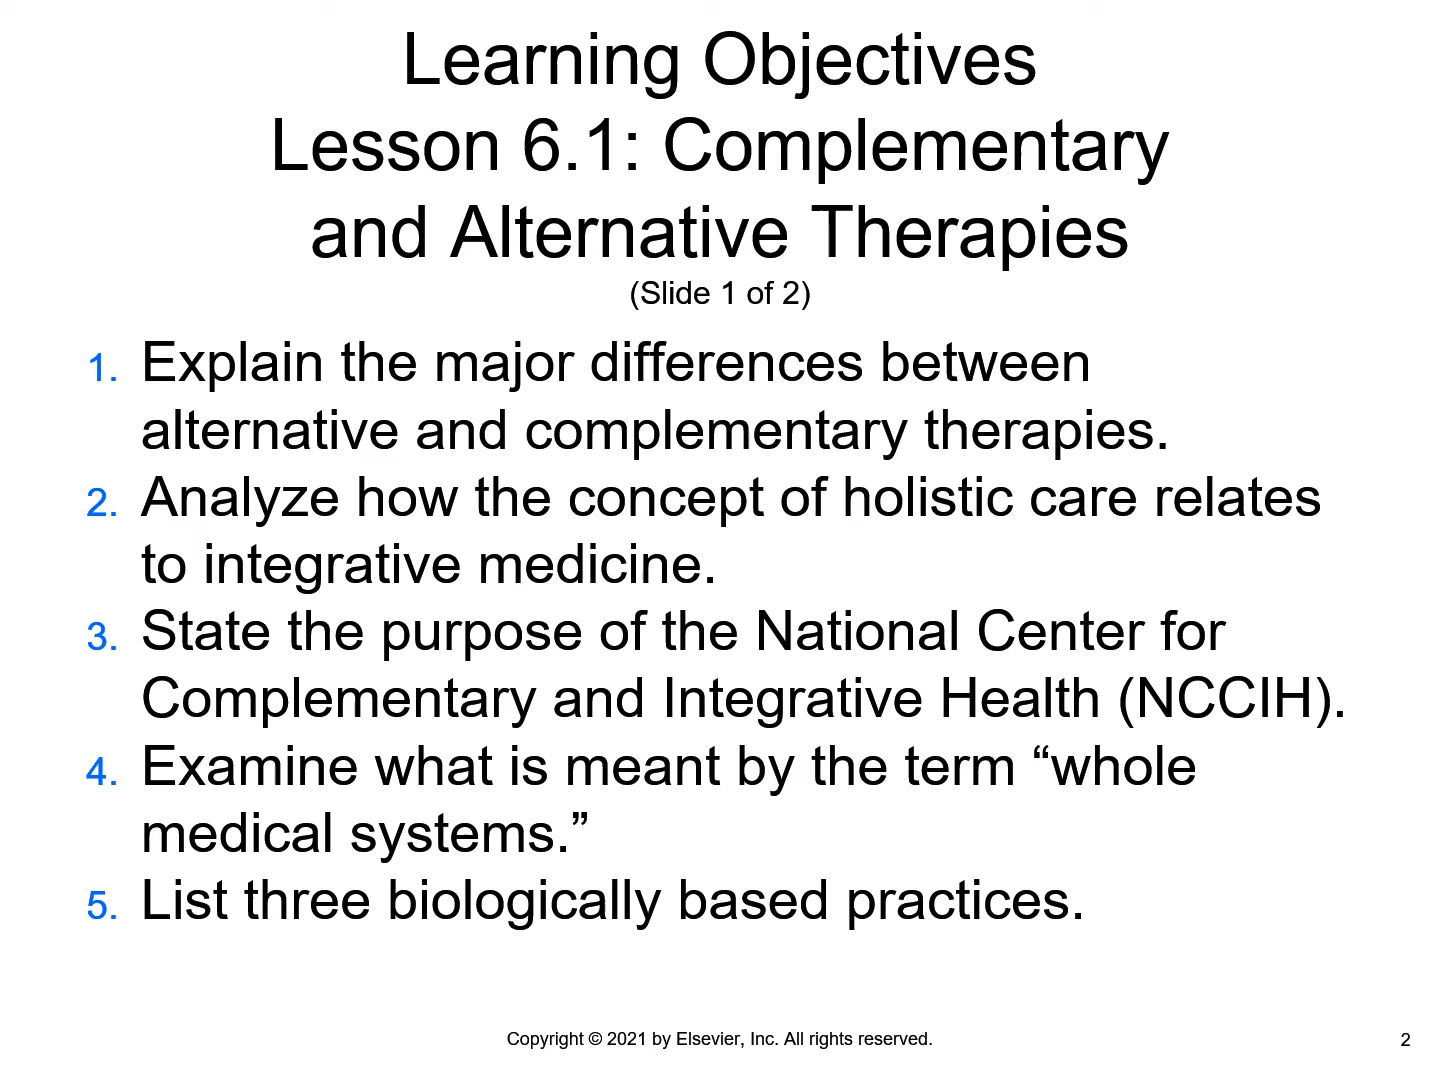 Learning Objectives
Lesson 6.1: Complementary
and Alternative Therapies
(Slide 1 of 2)
1. Explain the major differences between
alternative and complementary therapies.
2. Analyze how the concept of holistic care relates
to integrative medicine.
3. State the purpose of the National Center for
Complementary and Integrative Health (NCCIH).
4. Examine what is meant by the term “whole
medical systems.”
5. List three biologically based practices.
Copyright © 2021 by Elsevier, Inc. All rights reserved.
2